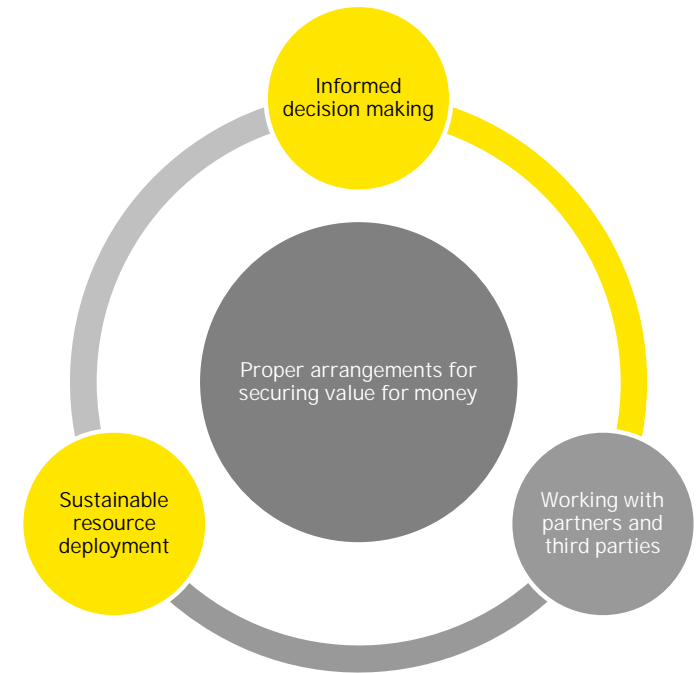 Informed
decision making
Proper arrangements for
securing value for money
Sustainable
resource
deployment
Working with
partners and
third parties